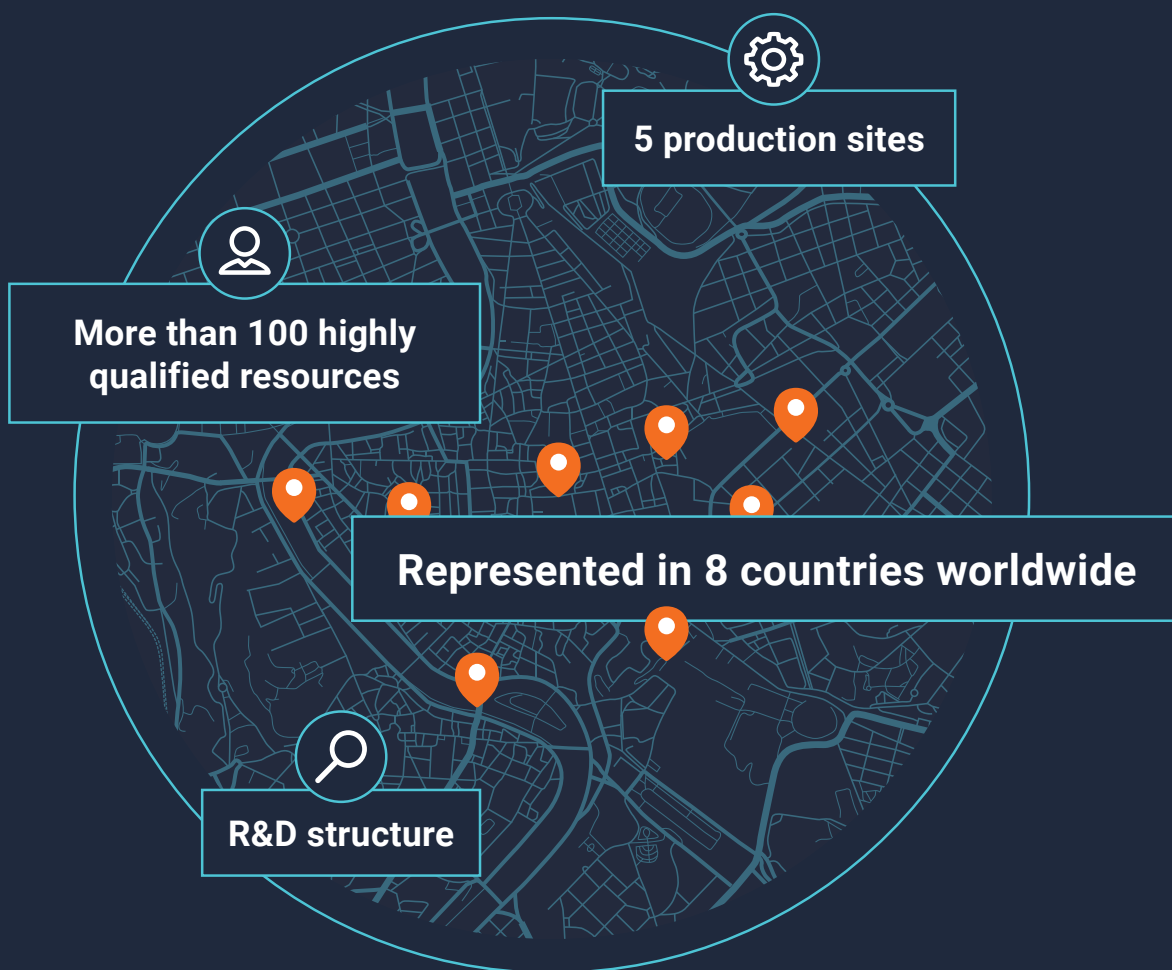 5 production sites
More than 100 highly
qualified resources
Represented in 8 countries worldwide
R&D structure